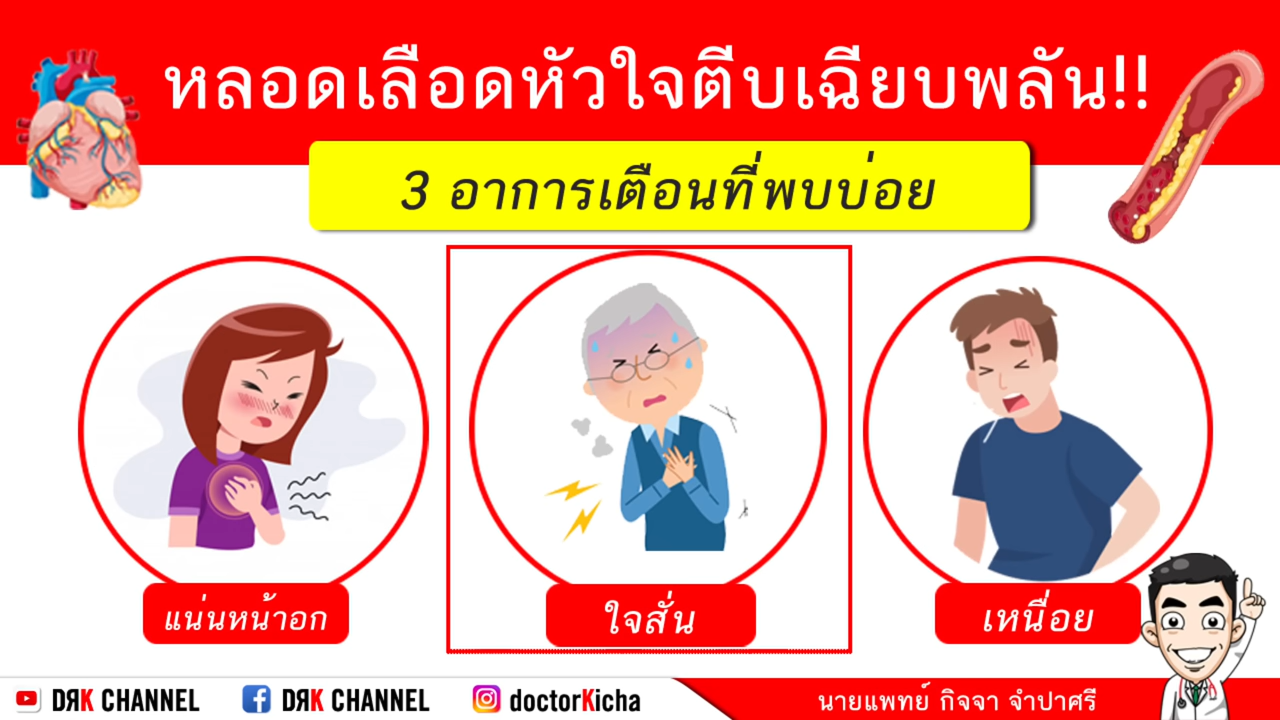 หลอดเลือดหัวใจตีบเฉียบพลัน!!
3 อาการเตือนที่พบบ่อย
แน่นหน้าอก
ใจสั่น
เหนื่อย
DЯK CHANNEL
DЯK CHANNEL
doctorKicha
นายแพทย์ กิจจา จำปาศรี